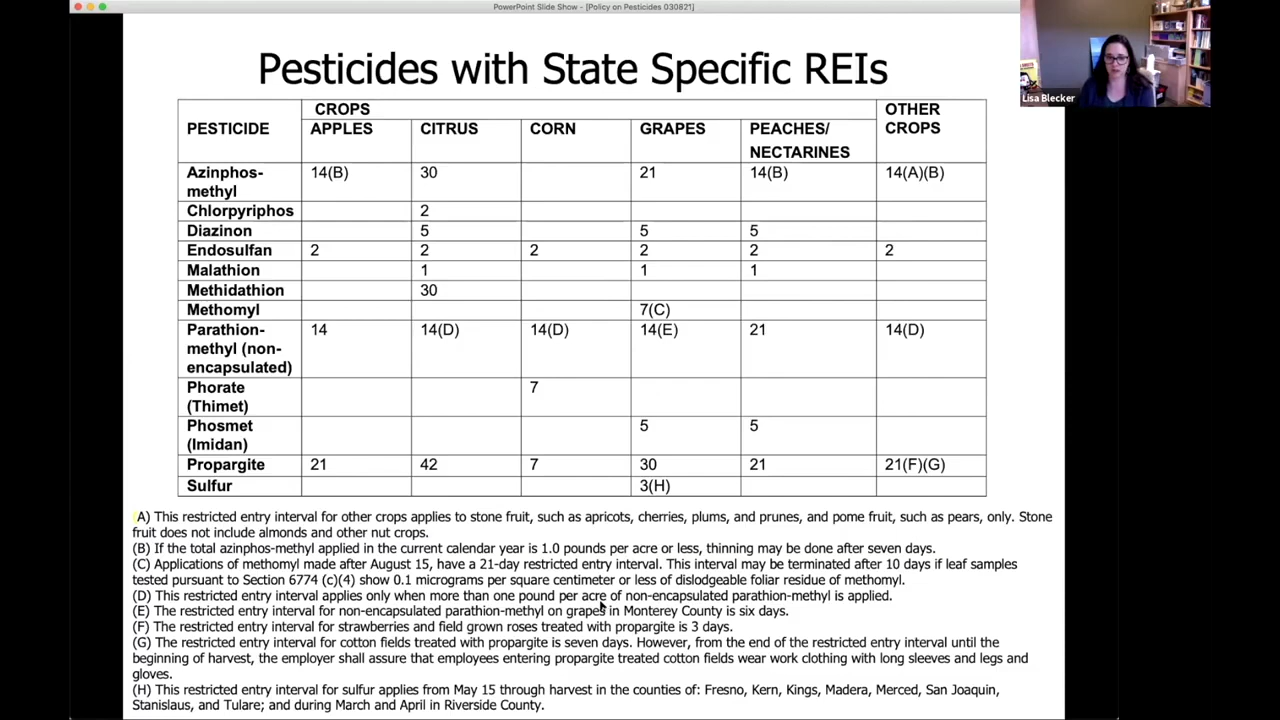 PowerPoint Slide Show - [Policy on Pesticides 030821]
Lisa Blecker
Pesticides with State Specific REIs
PESTICIDE CROPS OTHER CROPS
APPLES CITRUS CORN GRAPES PEACHES/ NECTARINES
Azinphos-methyl 14(B) 30 21 14(B) 14(A)(B)
Chlorpyriphos 2
Diazinon 5 5 5
Endosulfan 2 2 2 2 2 2
Malathion 1 1 1
Methidathion 30
Methomyl 7(C)
Parathion-methyl (non-encapsulated) 14 14(D) 14(D) 14(E) 21 14(D)
Phorate (Thimet) 7
Phosmet (Imidan) 5 5
Propargite 21 42 7 30 21 21(F)(G)
Sulfur 3(H)
(A) This restricted entry interval for other crops applies to stone fruit, such as apricots, cherries, plums, and prunes, and pome fruit, such as pears, only. Stone
fruit does not include almonds and other nut crops.
(B) If the total azinphos-methyl applied in the current calendar year is 1.0 pounds per acre or less, thinning may be done after seven days.
(C) Applications of methomyl made after August 15, have a 21-day restricted entry interval. This interval may be terminated after 10 days if leaf samples
tested pursuant to Section 6774 (c)(4) show 0.1 micrograms per square centimeter or less of dislodgeable foliar residue of methomyl.
(D) This restricted entry interval applies only when more than one pound per acre of non-encapsulated parathion-methyl is applied.
(E) The restricted entry interval for non-encapsulated parathion-methyl on grapes in Monterey County is six days.
(F) The restricted entry interval for strawberries and field grown roses treated with propargite is 3 days.
(G) The restricted entry interval for cotton fields treated with propargite is seven days. However, from the end of the restricted entry interval until the
beginning of harvest, the employer shall assure that employees entering propargite treated cotton fields wear work clothing with long sleeves and legs and
gloves.
(H) This restricted entry interval for sulfur applies from May 15 through harvest in the counties of: Fresno, Kern, Kings, Madera, Merced, San Joaquin,
Stanislaus, and Tulare; and during March and April in Riverside County.